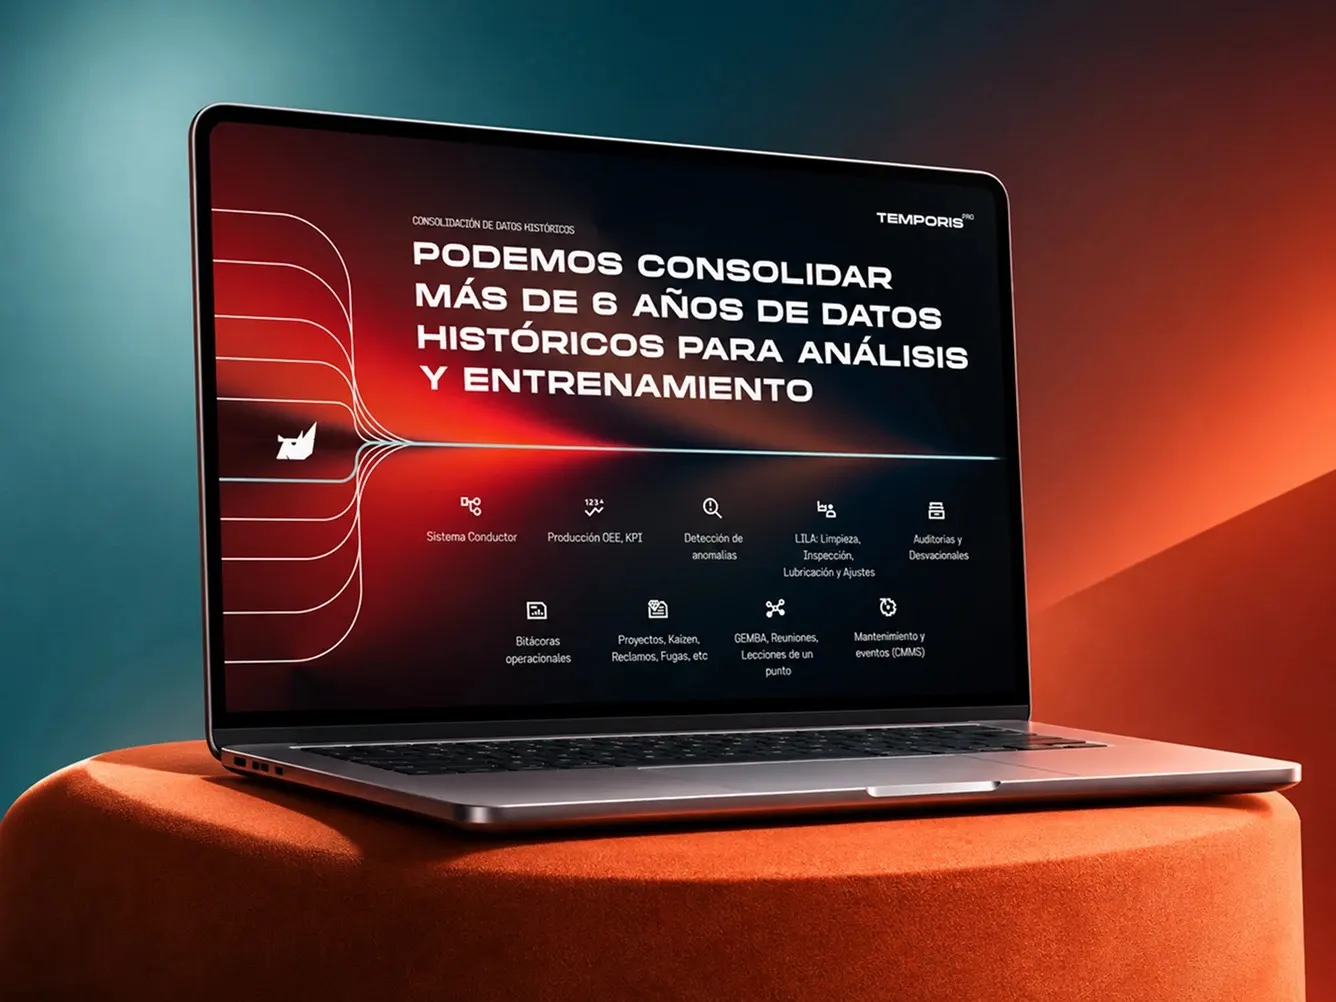 CONSOLIDACIÓN DE DATOS HISTÓRICOS
TEMPORIS PRO
PODEMOS CONSOLIDAR
MÁS DE 6 AÑOS DE DATOS
HISTÓRICOS PARA ANÁLISIS
Y ENTRENAMIENTO
123
Sistema Conductor
Producción OEE, KPI
Detección de
anomalías
LILA: Limpieza,
Inspección,
Lubricación y Ajustes
Auditorias y
Desvacionales
Bitácoras
operacionales
Proyectos, Kaizen,
Reclamos, Fugas, etc
GEMBA, Reuniones,
Lecciones de un
punto
Mantenimiento y
eventos (CMMS)